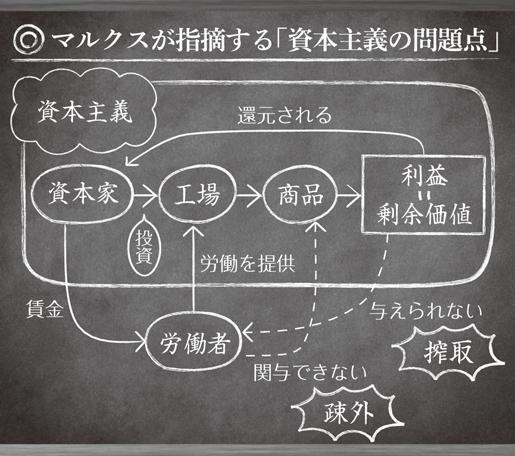 ◎マルクスが指摘する「資本主義の問題点」
資本主義
還元される
資本家
工場
商品
利益
=
剰余価値
投資
労働を提供
賃金
与えられない
労働者
搾取
関与できない
疎外